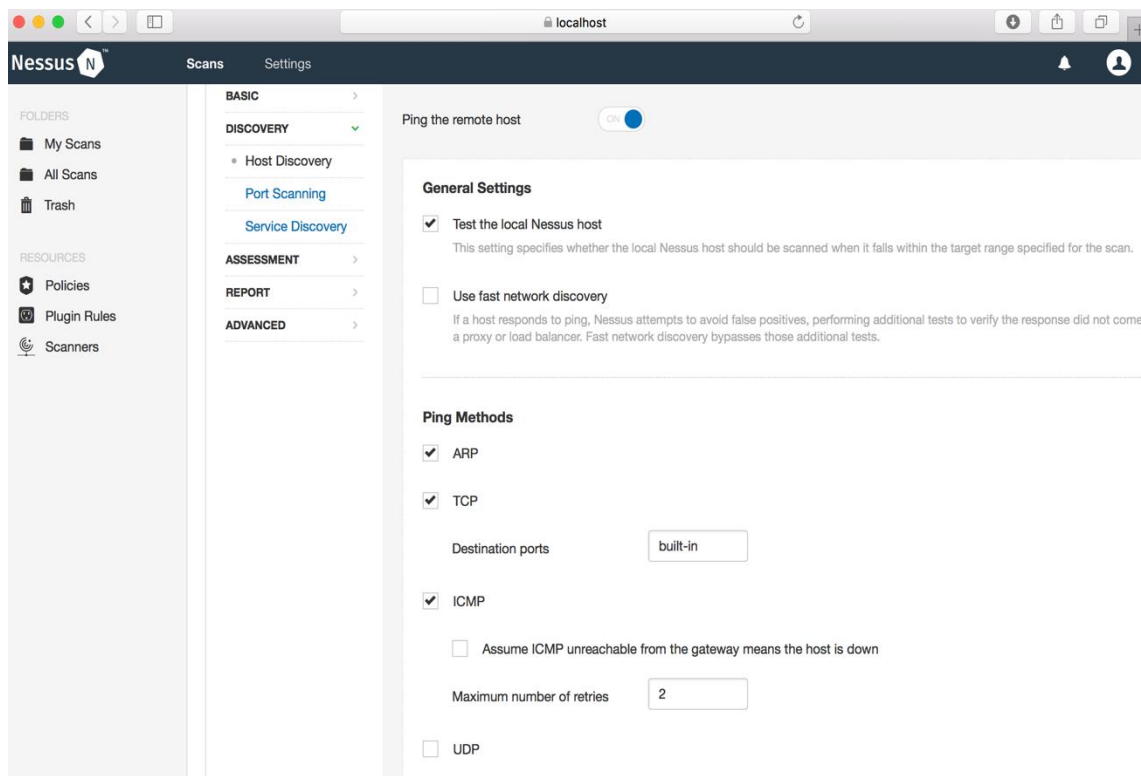 localhost
Nessus N ™
Scans Settings
FOLDERS
My Scans
All Scans
Trash
RESOURCES
Policies
Plugin Rules
Scanners
BASIC
DISCOVERY
Host Discovery
Port Scanning
Service Discovery
ASSESSMENT
REPORT
ADVANCED
Ping the remote host ON
General Settings
Test the local Nessus host
This setting specifies whether the local Nessus host should be scanned when it falls within the target range specified for the scan.
Use fast network discovery
If a host responds to ping, Nessus attempts to avoid false positives, performing additional tests to verify the response did not come
a proxy or load balancer. Fast network discovery bypasses those additional tests.
Ping Methods
ARP
TCP
Destination ports built-in
ICMP
Assume ICMP unreachable from the gateway means the host is down
Maximum number of retries 2
UDP